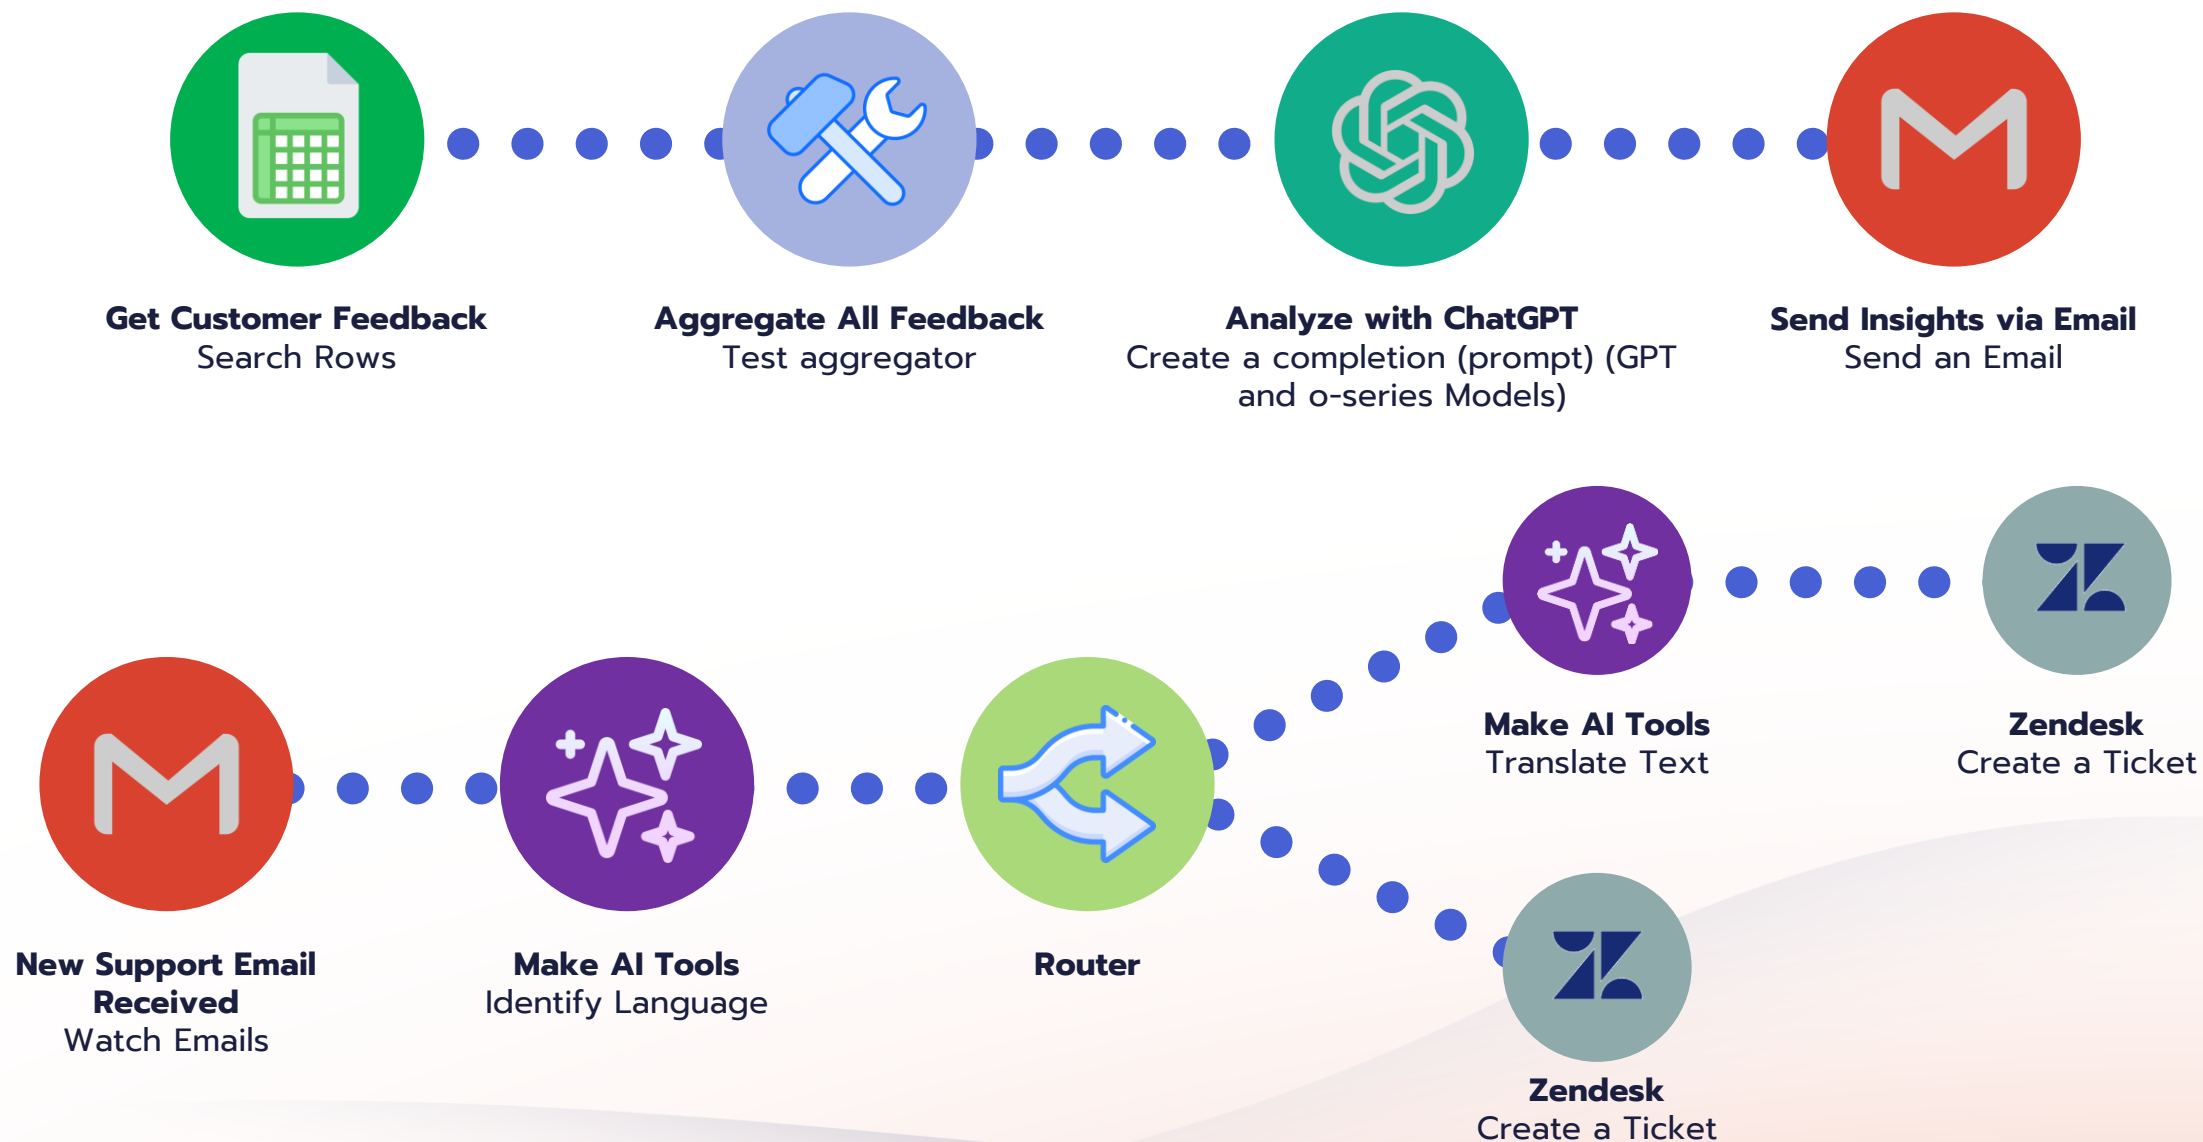 Get Customer Feedback
Search Rows
Aggregate All Feedback
Test aggregator
Analyze with ChatGPT
Create a completion (prompt) (GPT
and o-series Models)
Send Insights via Email
Send an Email
New Support Email
Received
Watch Emails
Make AI Tools
Identify Language
Router
Make AI Tools
Translate Text
Zendesk
Create a Ticket
Zendesk
Create a Ticket